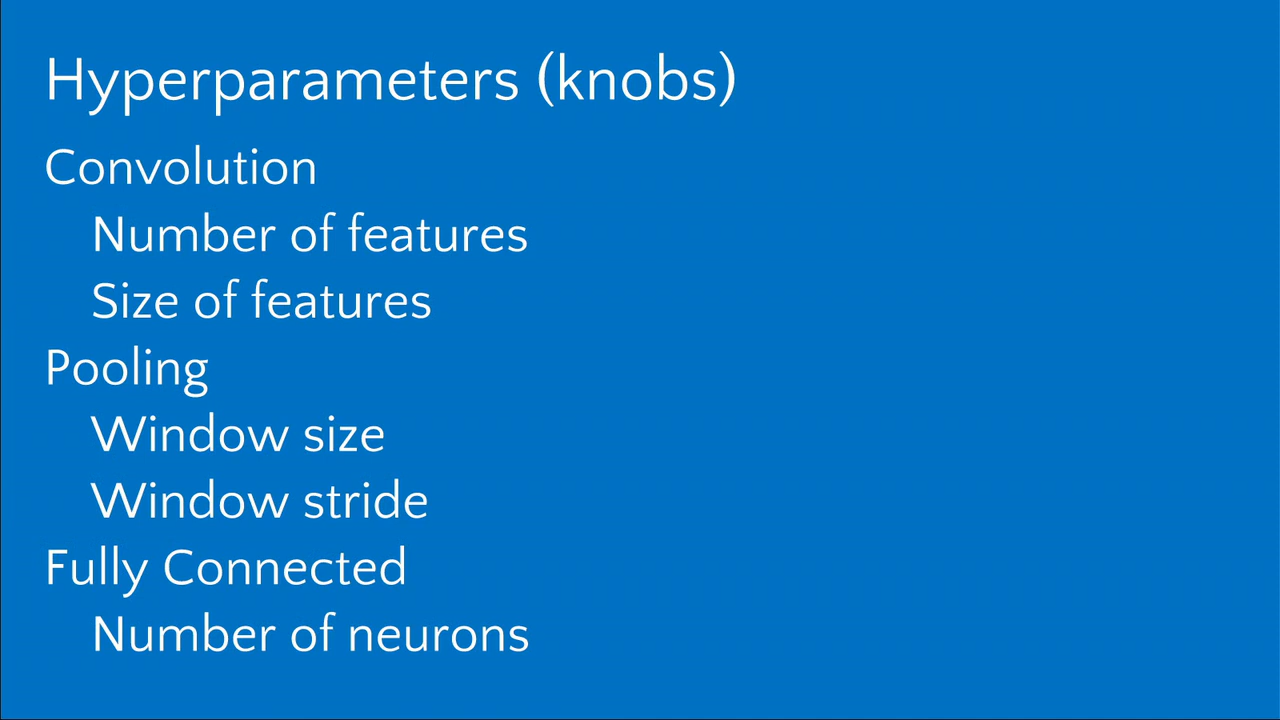 Hyperparameters (knobs)
Convolution
Number of features
Size of features
Pooling
Window size
Window stride
Fully Connected
Number of neurons